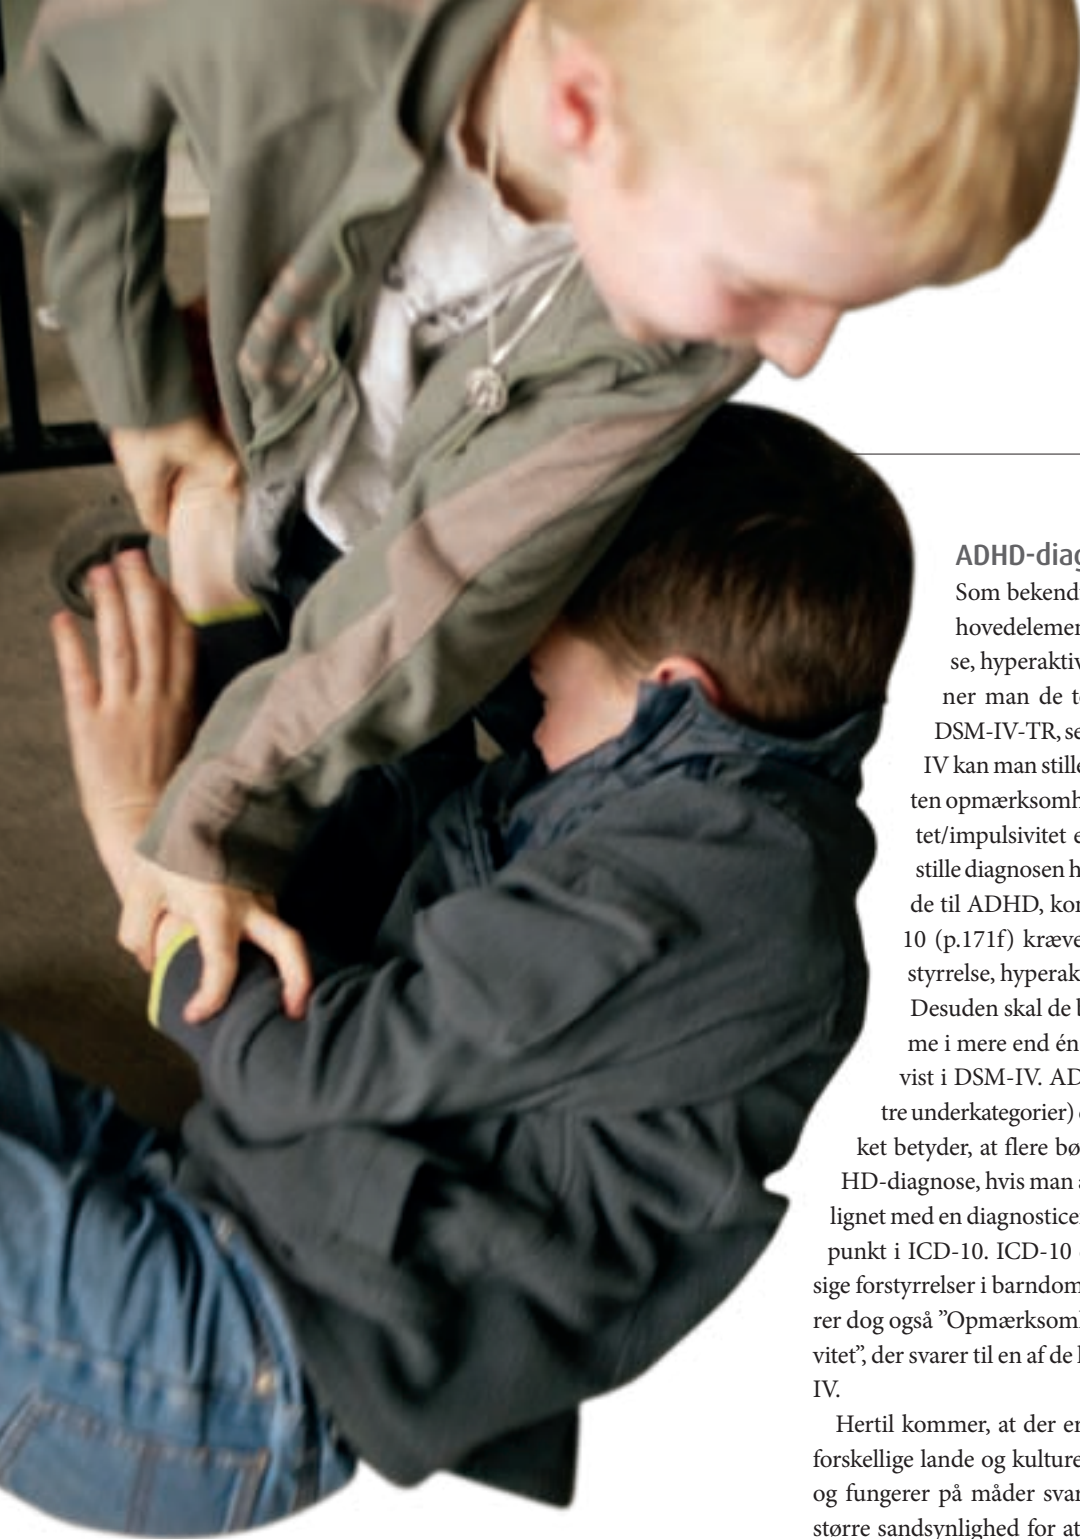 ADHD-diag
Som bekend
hovedelemen
se, hyperaktiv
ner man de t
DSM-IV-TR, se
IV kan man stille
ten opmærksomh
tet/impulsivitet e
stille diagnosen h
de til ADHD, kon
10 (p.171f) kræve
styrrelse, hyperak
Desuden skal de b
me i mere end én
vist i DSM-IV. AD
tre underkategorier)
ket betyder, at flere bø
HD-diagnose, hvis man a
lignet med en diagnostice
punkt i ICD-10. ICD-10
sige forstyrrelser i barndom
rer dog også ”Opmærksomh
vitet”, der svarer til en af de
IV.
Hertil kommer, at der er
forskellige lande og kulture
og fungerer på måder svar
større sandsynlighed for at